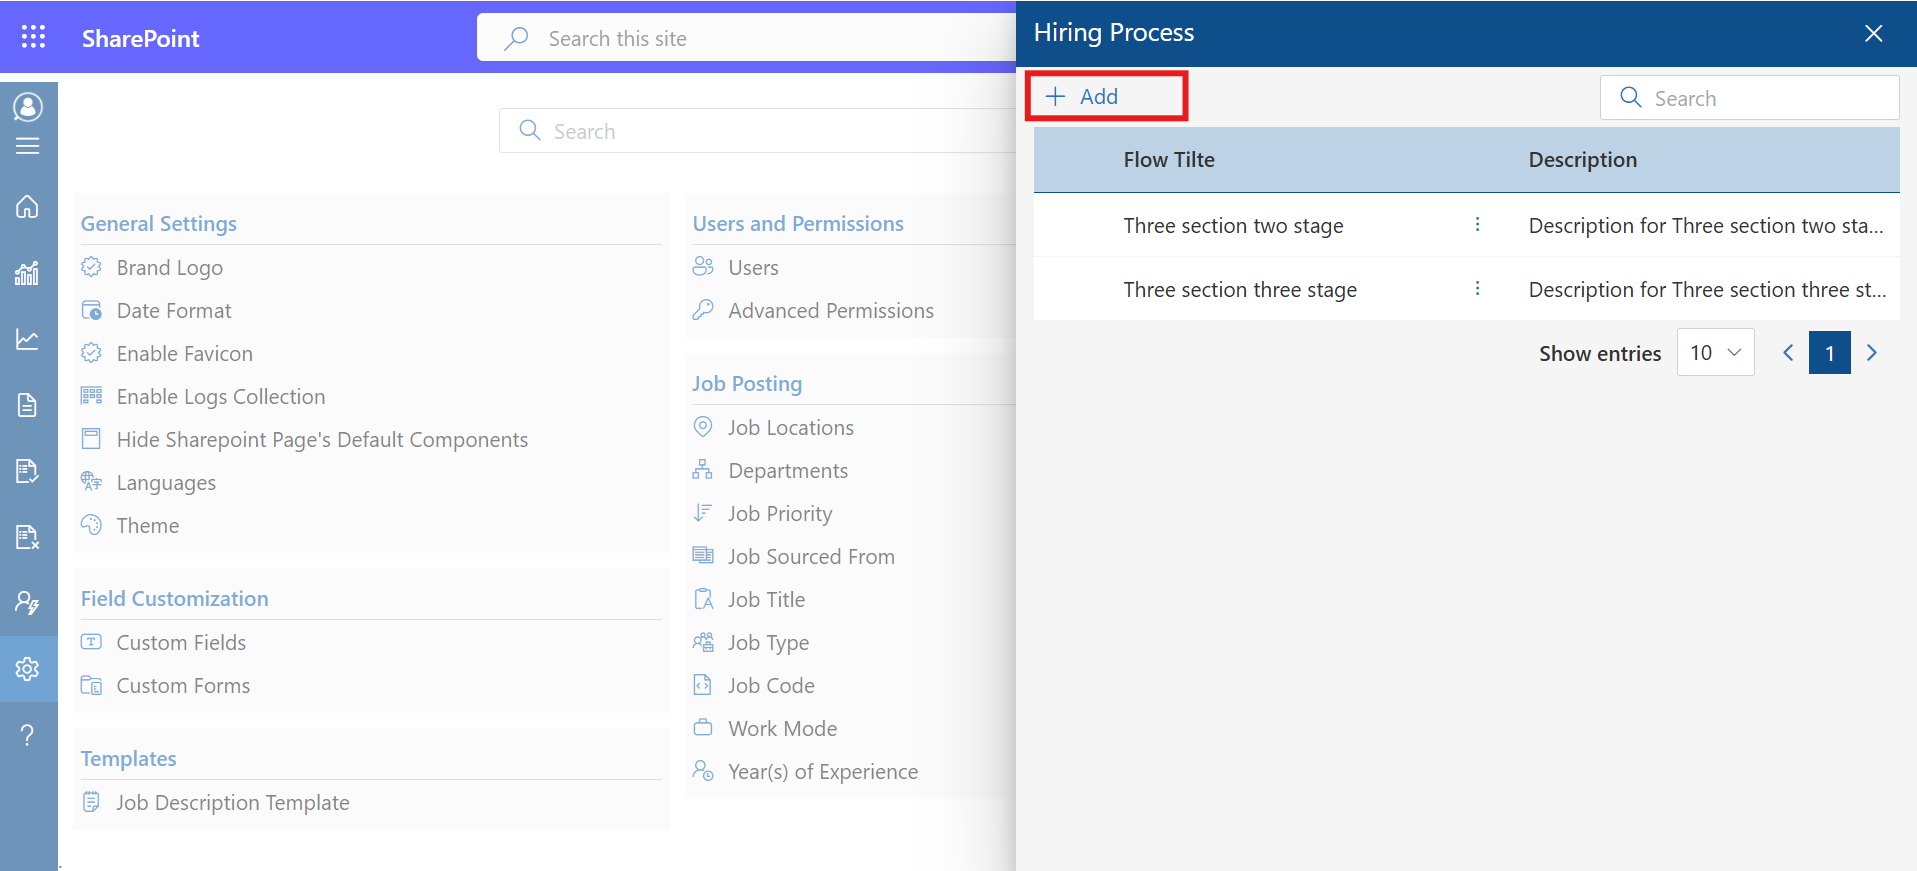 SharePoint
Search this site
Search
General Settings
Brand Logo
Date Format
Enable Favicon
Enable Logs Collection
Hide Sharepoint Page's Default Components
Languages
Theme
Field Customization
Custom Fields
Custom Forms
Templates
Job Description Template
Users and Permissions
Users
Advanced Permissions
Job Posting
Job Locations
Departments
Job Priority
Job Sourced From
Job Title
Job Type
Job Code
Work Mode
Year(s) of Experience
Hiring Process
Add
Search
Flow Tilte Description
Three section two stage Description for Three section two sta...
Three section three stage Description for Three section three st...
Show entries 10 1